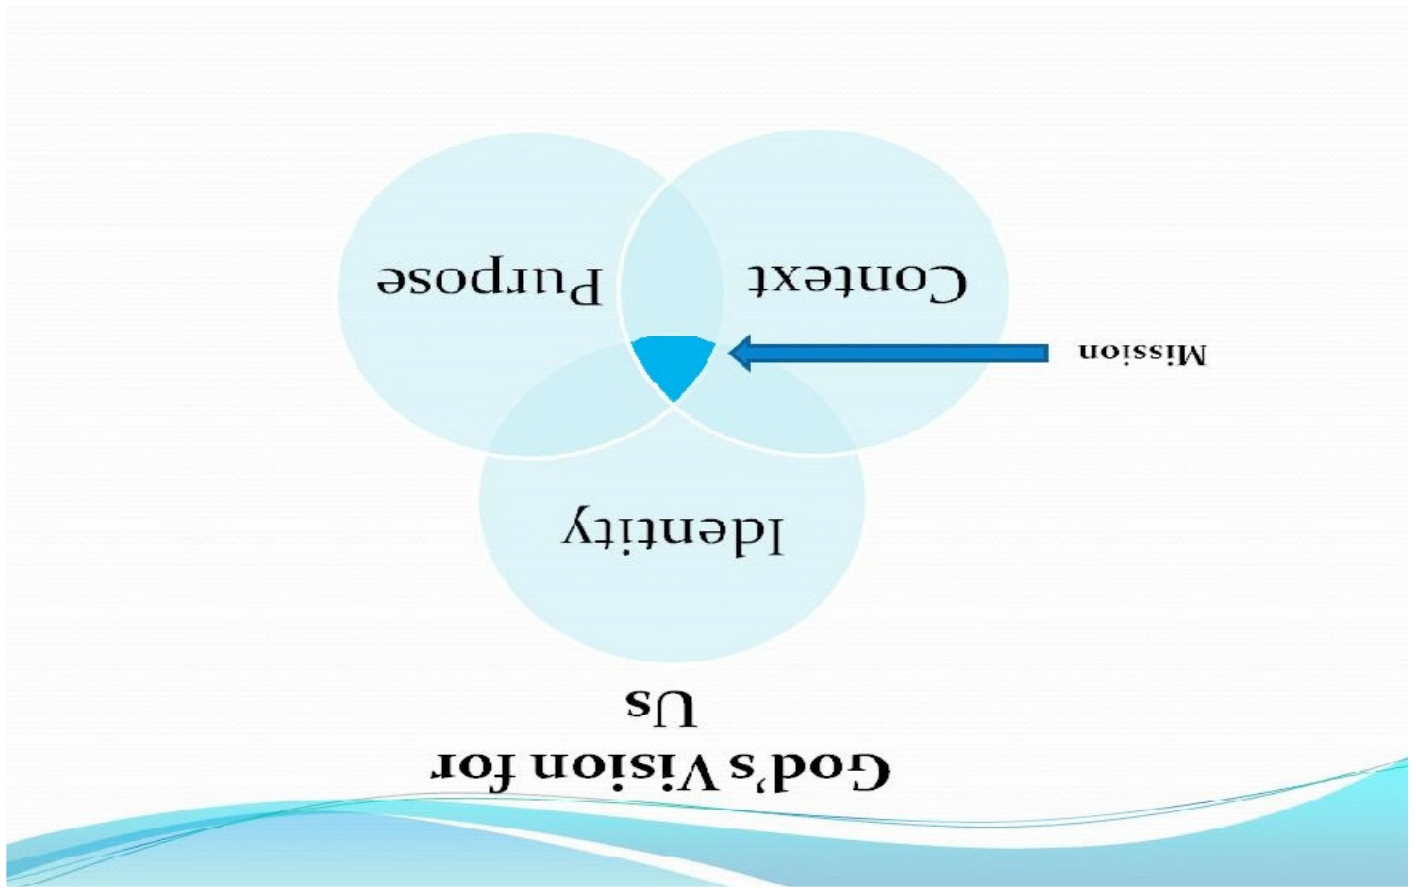 God's Vision for
Us
Identity
Mission
Context
Purpose